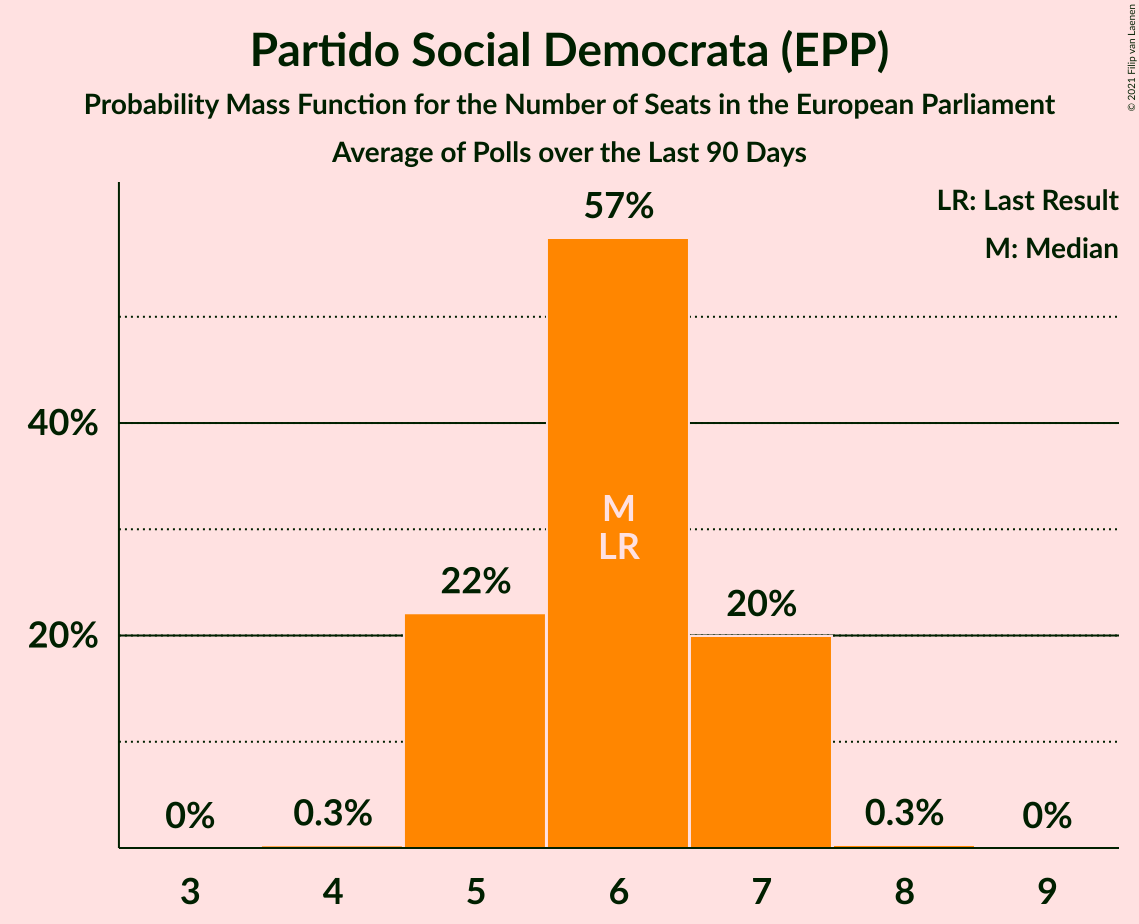 Partido Social Democrata (EPP)
Probability Mass Function for the Number of Seats in the European Parliament
Average of Polls over the Last 90 Days
© 2021 Filip van Laenen
LR: Last Result
M: Median
57%
40%
M
LR
22%
20%
20%
0%
0.3%
0.3%
0%
3
4
5
6
7
8
9